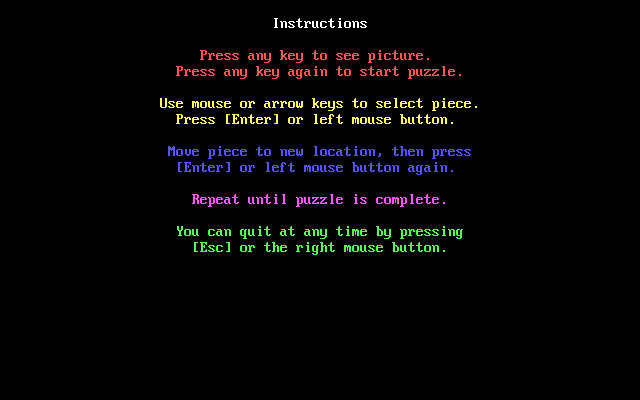 Instructions
Press any key to see picture.
Press any key again to start puzzle.
Use mouse or arrow keys to select piece.
Press [Enter] or left mouse button.
Move piece to new location, then press
[Enter] or left mouse button again.
Repeat until puzzle is complete.
You can quit at any time by pressing
[Esc] or the right mouse button.